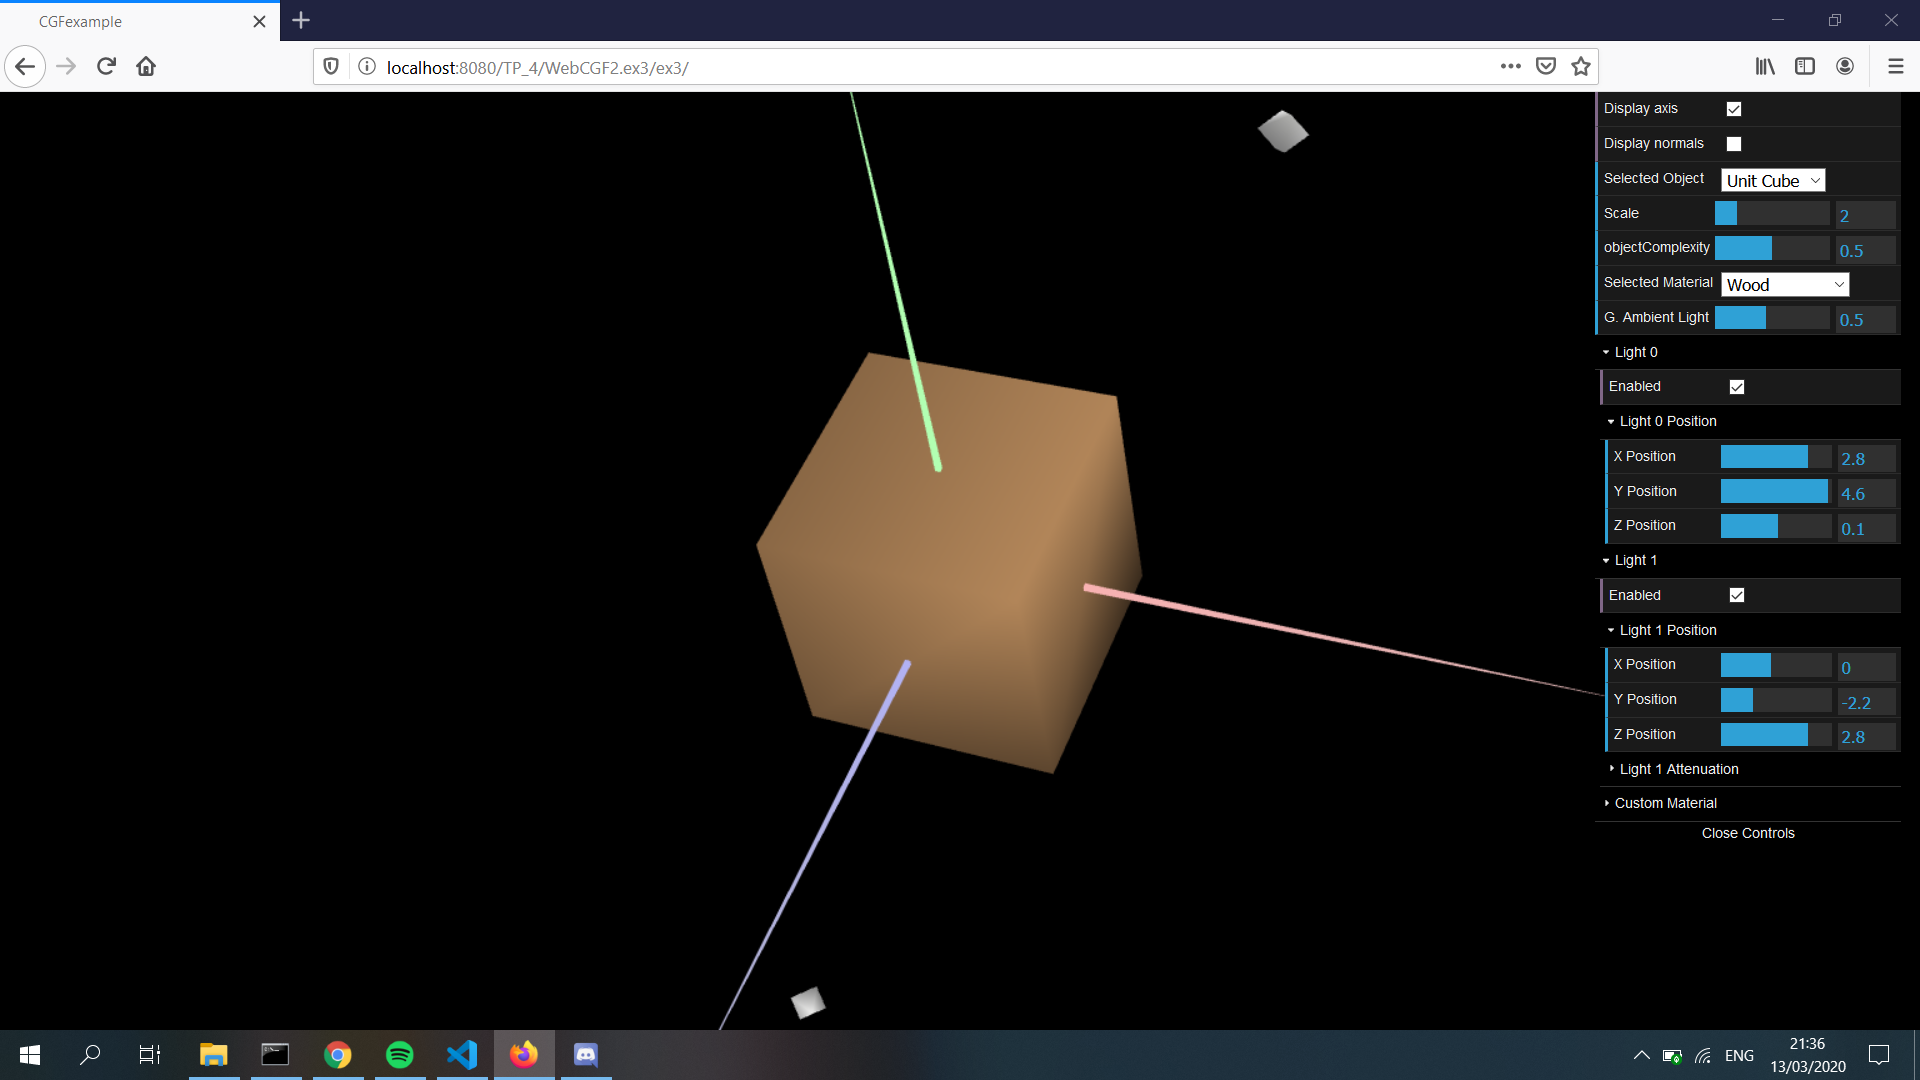 CGFexample
localhost:8080/TP_4/WebCGF2.ex3/ex3/
Display axis
Display normals
Selected Object Unit Cube
Scale 2
objectComplexity 0.5
Selected Material Wood
G. Ambient Light 0.5
Light 0
Enabled
Light 0 Position
X Position 2.8
Y Position 4.6
Z Position 0.1
Light 1
Enabled
Light 1 Position
X Position 0
Y Position -2.2
Z Position 2.8
Light 1 Attenuation
Custom Material
Close Controls
ENG
21:36
13/03/2020